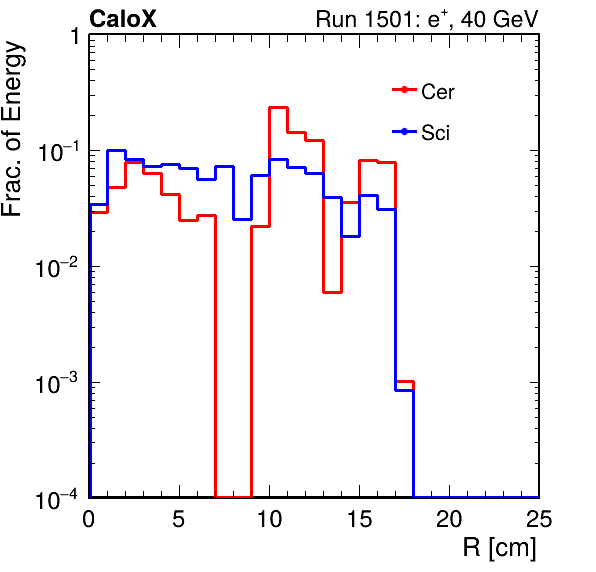 CaloX Run 1501: e⁺, 40 GeV
Frac. of Energy
1
10⁻¹
10⁻²
10⁻³
10⁻⁴
Cer
Sci
0 5 10 15 20 25
R [cm]